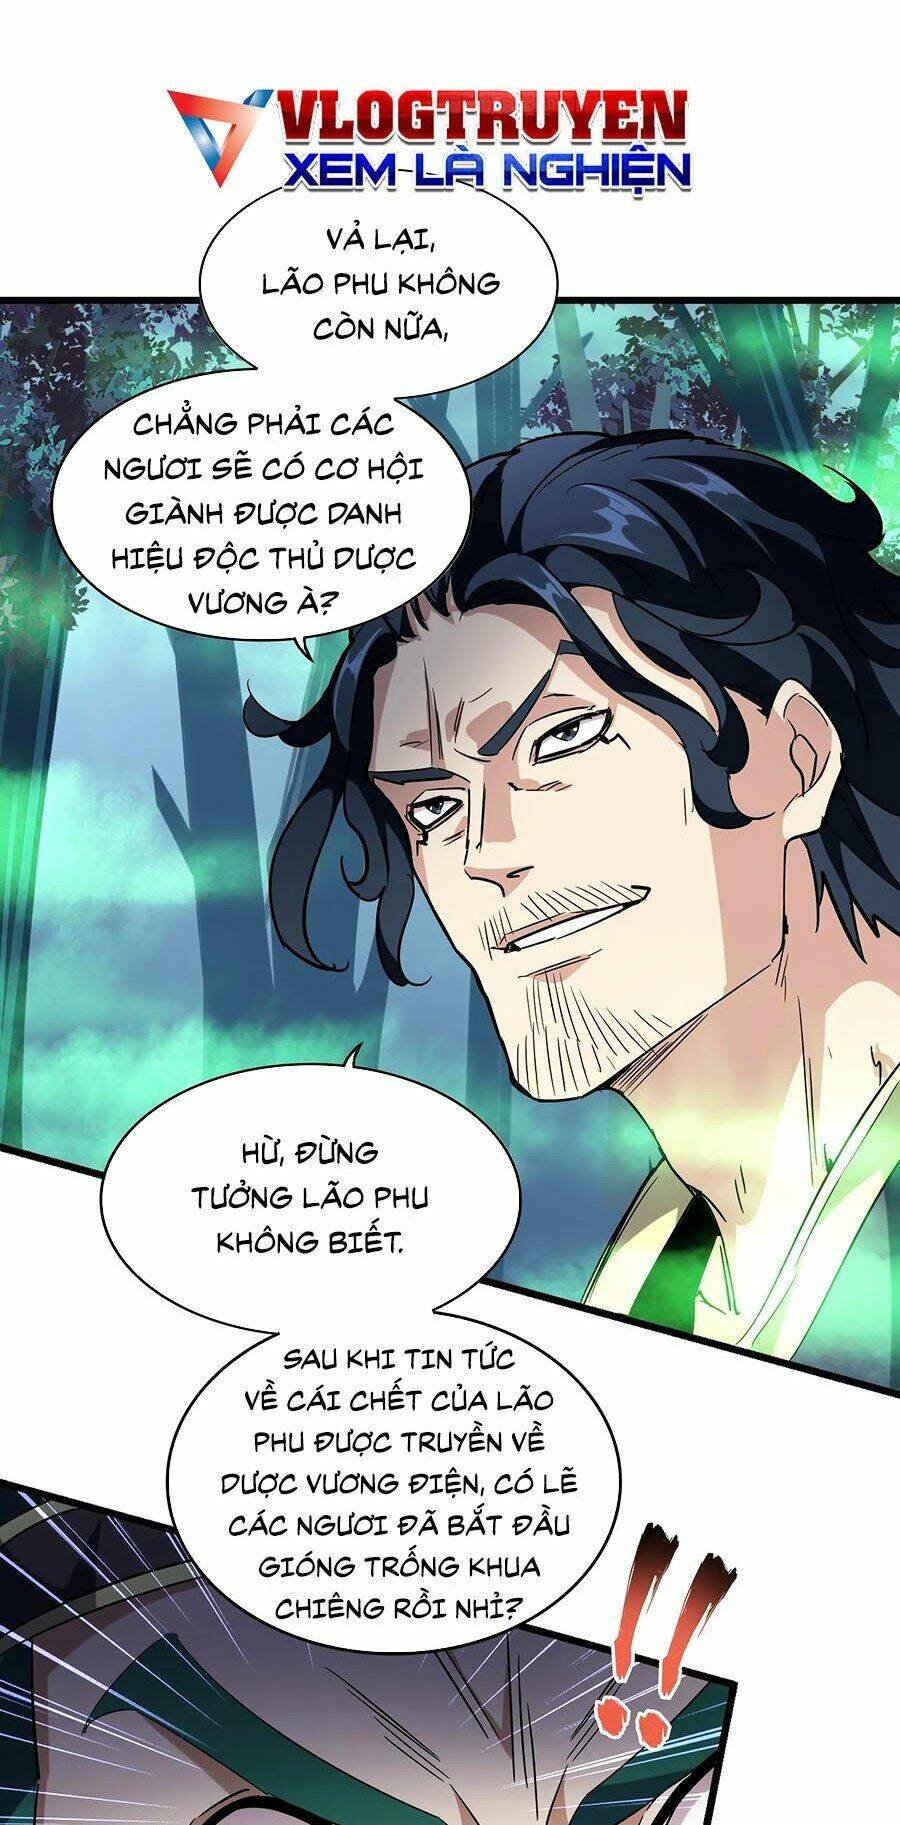 VLOGTRUYEN
XEM LÀ NGHIỆN
VẢ LẠI,
LÃO PHU KHÔNG
CÒN NỮA,
CHẲNG PHẢI CÁC
NGƯƠI SẼ CÓ CƠ HỘI
GIÀNH ĐƯỢC DANH
HIỆU ĐỘC THỦ DƯỢC
VƯƠNG À?
HỪ, ĐỪNG
TƯỞNG LÃO PHU
KHÔNG BIẾT.
SAU KHI TIN TỨC
VỀ CÁI CHẾT CỦA LÃO
PHU ĐƯỢC TRUYỀN VỀ
DƯỢC VƯƠNG ĐIỆN, CÓ LẼ
CÁC NGƯƠI ĐÃ BẮT ĐẦU
GIÓNG TRỐNG KHUA
CHIÊNG RỒI NHỈ?
!!